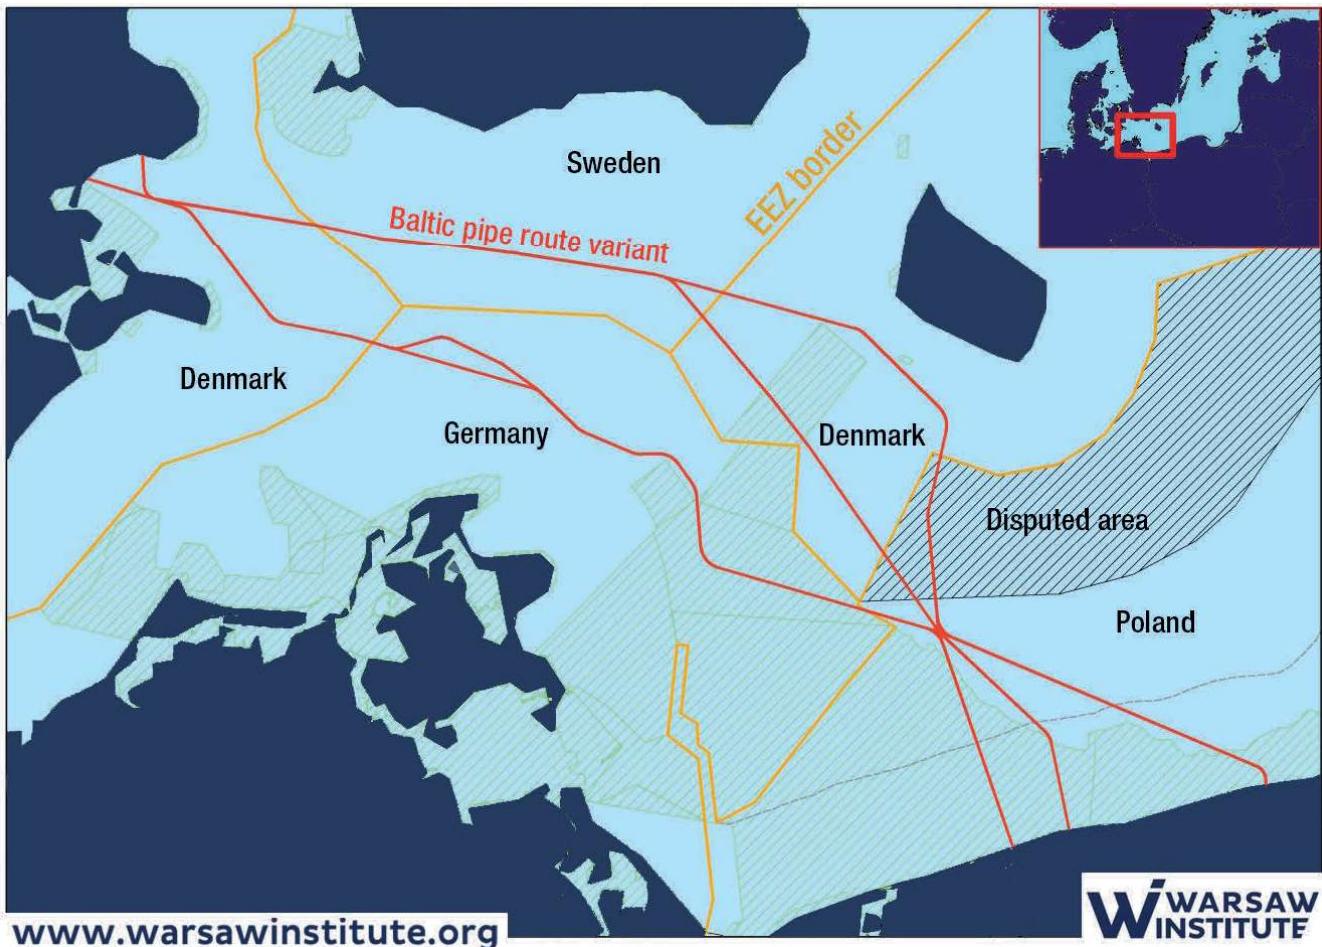 Sweden
EEZ border
Baltic pipe route variant
Denmark
Germany
Denmark
Disputed area
Poland
www.warsawinstitute.org
WARSAW
INSTITUTE